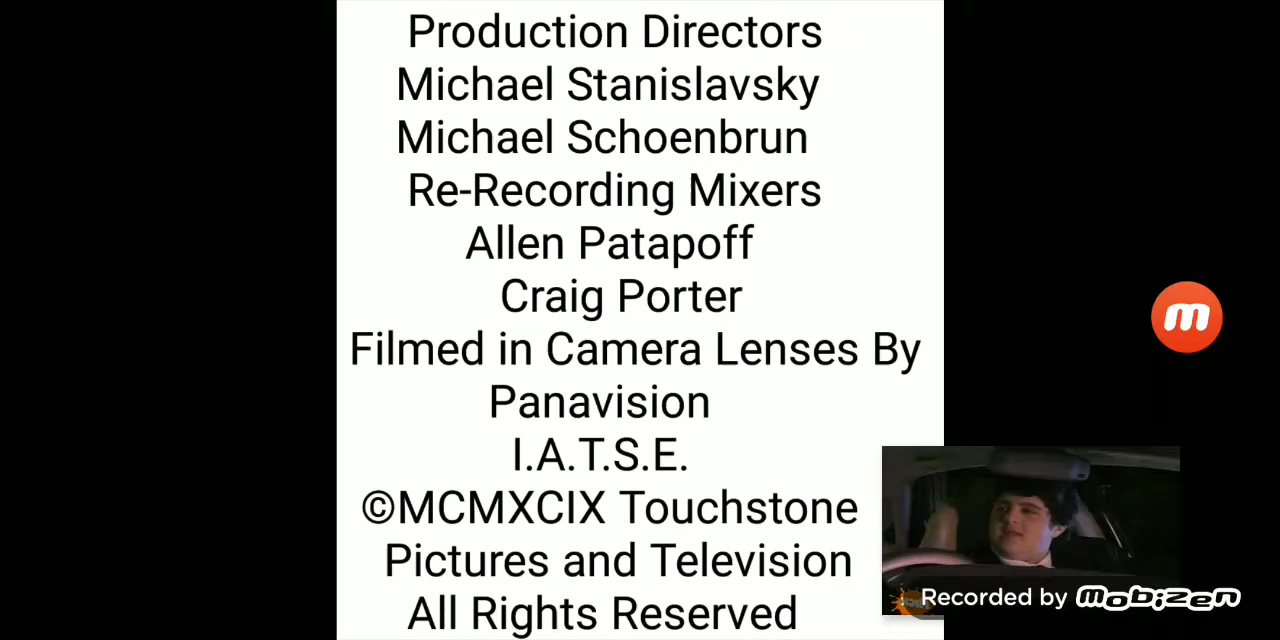 Production Directors
Michael Stanislavsky
Michael Schoenbrun
Re-Recording Mixers
Allen Patapoff
Craig Porter
Filmed in Camera Lenses By
Panavision
I.A.T.S.E.
©MCMXCIX Touchstone
Pictures and Television
All Rights Reserved
m
Recorded by mobizen